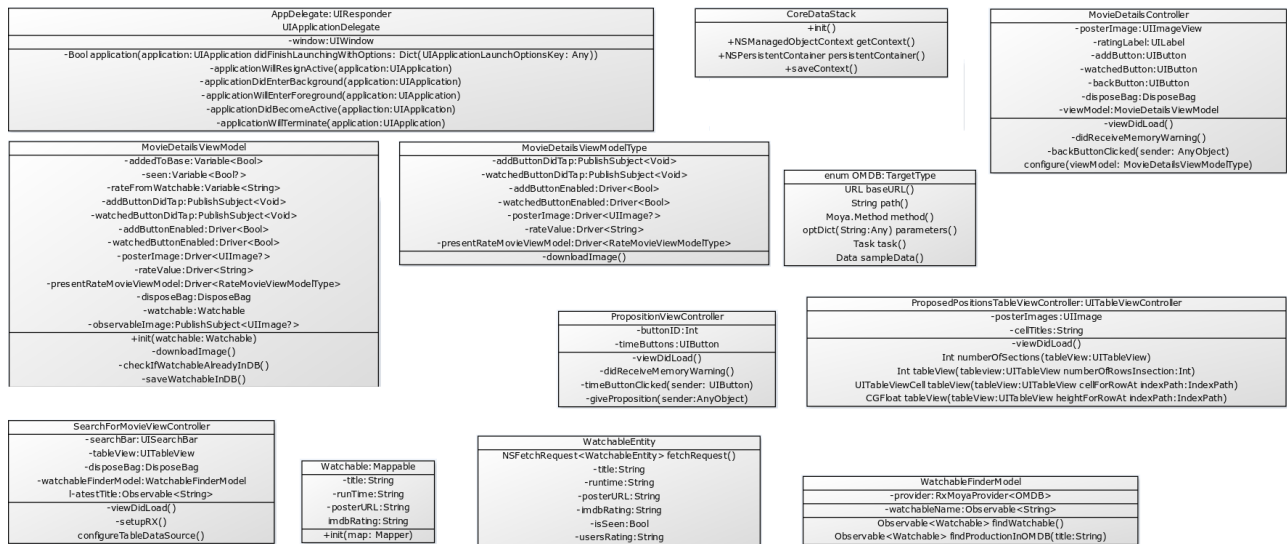 AppDelegate:UIResponder
UIApplicationDelegate
-window:UIWindow
-Bool application(application:UIApplication didFinishLaunchingWithOptions: Dict(UIApplicationLaunchOptionsKey: Any))
-applicationWillResignActive(application:UIApplication)
-applicationDidEnterBackground(application:UIApplication)
-applicationWillEnterForeground(application:UIApplication)
-applicationDidBecomeActive(appliaction:UIApplication)
-applicationWillTerminate(application:UIApplication)
CoreDataStack
+init()
+NSManagedObjectContext getContext()
+NSPersistentContainer persistentContainer()
+saveContext()
MovieDetailsController
-posterImage:UIImageView
-ratingLabel:UILabel
-addButton:UIButton
-watchedButton:UIButton
-backButton:UIButton
-disposeBag:DisposeBag
-viewModel:MovieDetailsViewModel
-viewDidLoad()
-didReceiveMemoryWarning()
-backButtonClicked(sender: AnyObject)
configure(viewModel: MovieDetailsViewModelType)
MovieDetailsViewModel
-addedToBase:Variable<Bool>
-seen:Variable<Bool?>
-rateFromWatchable:Variable<String>
-addButtonDidTap:PublishSubject<Void>
-watchedButtonDidTap:PublishSubject<Void>
-addButtonEnabled:Driver<Bool>
-watchedButtonEnabled:Driver<Bool>
-posterImage:Driver<UIImage?>
-rateValue:Driver<String>
-presentRateMovieViewModel:Driver<RateMovieViewModelType>
-disposeBag:DisposeBag
-watchable:Watchable
-observableImage:PublishSubject<UIImage?>
+init(watchable:Watchable)
-downloadImage()
-checkIfWatchableAlreadyInDB()
-saveWatchableInDB()
MovieDetailsViewModelType
-addButtonDidTap:PublishSubject<Void>
-watchedButtonDidTap:PublishSubject<Void>
-addButtonEnabled:Driver<Bool>
-watchedButtonEnabled:Driver<Bool>
-posterImage:Driver<UIImage?>
-rateValue:Driver<String>
-presentRateMovieViewModel:Driver<RateMovieViewModelType>
-downloadImage()
enum OMDB:TargetType
URL baseURL()
String path()
Moya.Method method()
optDict(String:Any) parameters()
Task task()
Data sampleData()
PropositionViewController
-buttonID:Int
-timeButtons:UIButton
-viewDidLoad()
-didReceiveMemoryWarning()
-timeButtonClicked(sender: UIButton)
-giveProposition(sender:AnyObject)
ProposedPositionsTableViewController:UITableViewController
-posterImages:UIImage
-cellTitles:String
-viewDidLoad()
Int numberOfSections(tableView:UITableView)
Int tableView(tableview:UITableView numberOfRowsInsection:Int)
UITableViewCell tableView(tableView:UITableView cellForRowAt indexPath:IndexPath)
CGFloat tableView(tableView:UITableView heightForRowAt indexPath:IndexPath)
SearchForMovieViewController
-searchBar:UISearchBar
-tableView:UITableView
-disposeBag:DisposeBag
-watchableFinderModel:WatchableFinderModel
l-atestTitle:Observable<String>
-viewDidLoad()
-setupRX()
configureTableDataSource()
Watchable:Mappable
-title:String
-runTime:String
-posterURL:String
imdbRating:String
+init(map: Mapper)
WatchableEntity
NSFetchRequest<WatchableEntity> fetchRequest()
-title:String
-runtime:String
-posterURL:String
-imdbRating:String
-isSeen:Bool
-usersRating:String
WatchableFinderModel
-provider:RxMoyaProvider<OMDB>
-watchableName:Observable<String>
Observable<Watchable> findWatchable()
Observable<Watchable> findProductionInOMDB(title:String)